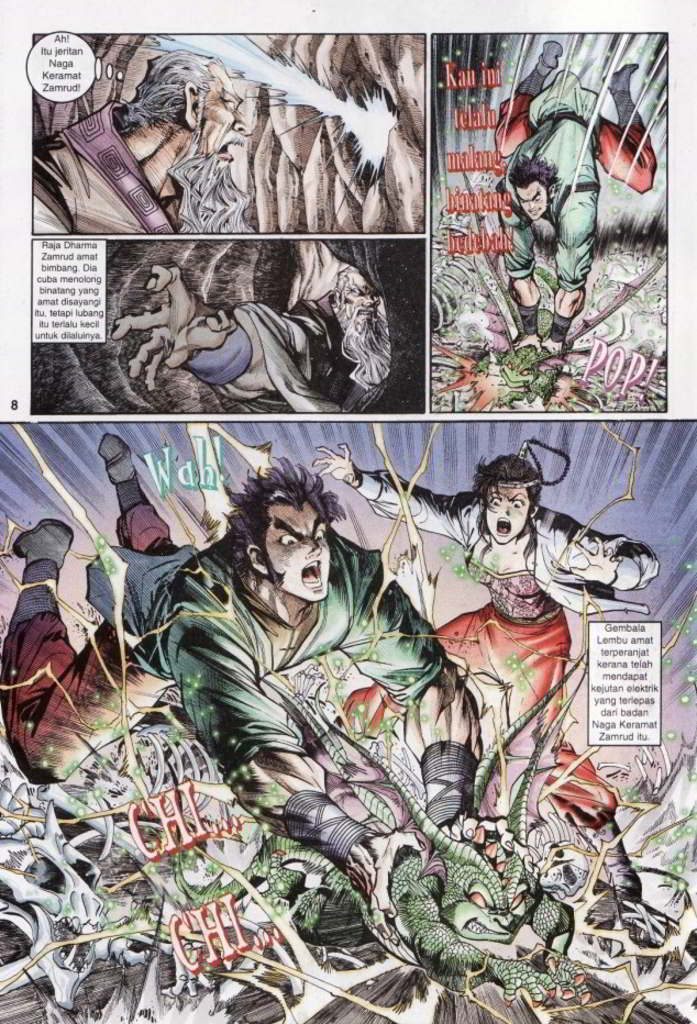 Ah!
Itu jeritan
Naga
Keramat
Zamrud!
Kau ini
terlalu
malang,
binatang
bertebah!
Raja Dharma
Zamrud amat
bimbang. Dia
cuba menolong
binatang yang
amat disayangi
itu, tetapi lubang
itu terlalu kecil
untuk dilaluinya.
POP!
8
Wah!
Gembala
Lembu amat
terperanjat
kerana telah
mendapat
kejutan elektrik
yang terlepas
dari badan
Naga Keramat
Zamrud itu.
CHI...
CHI...